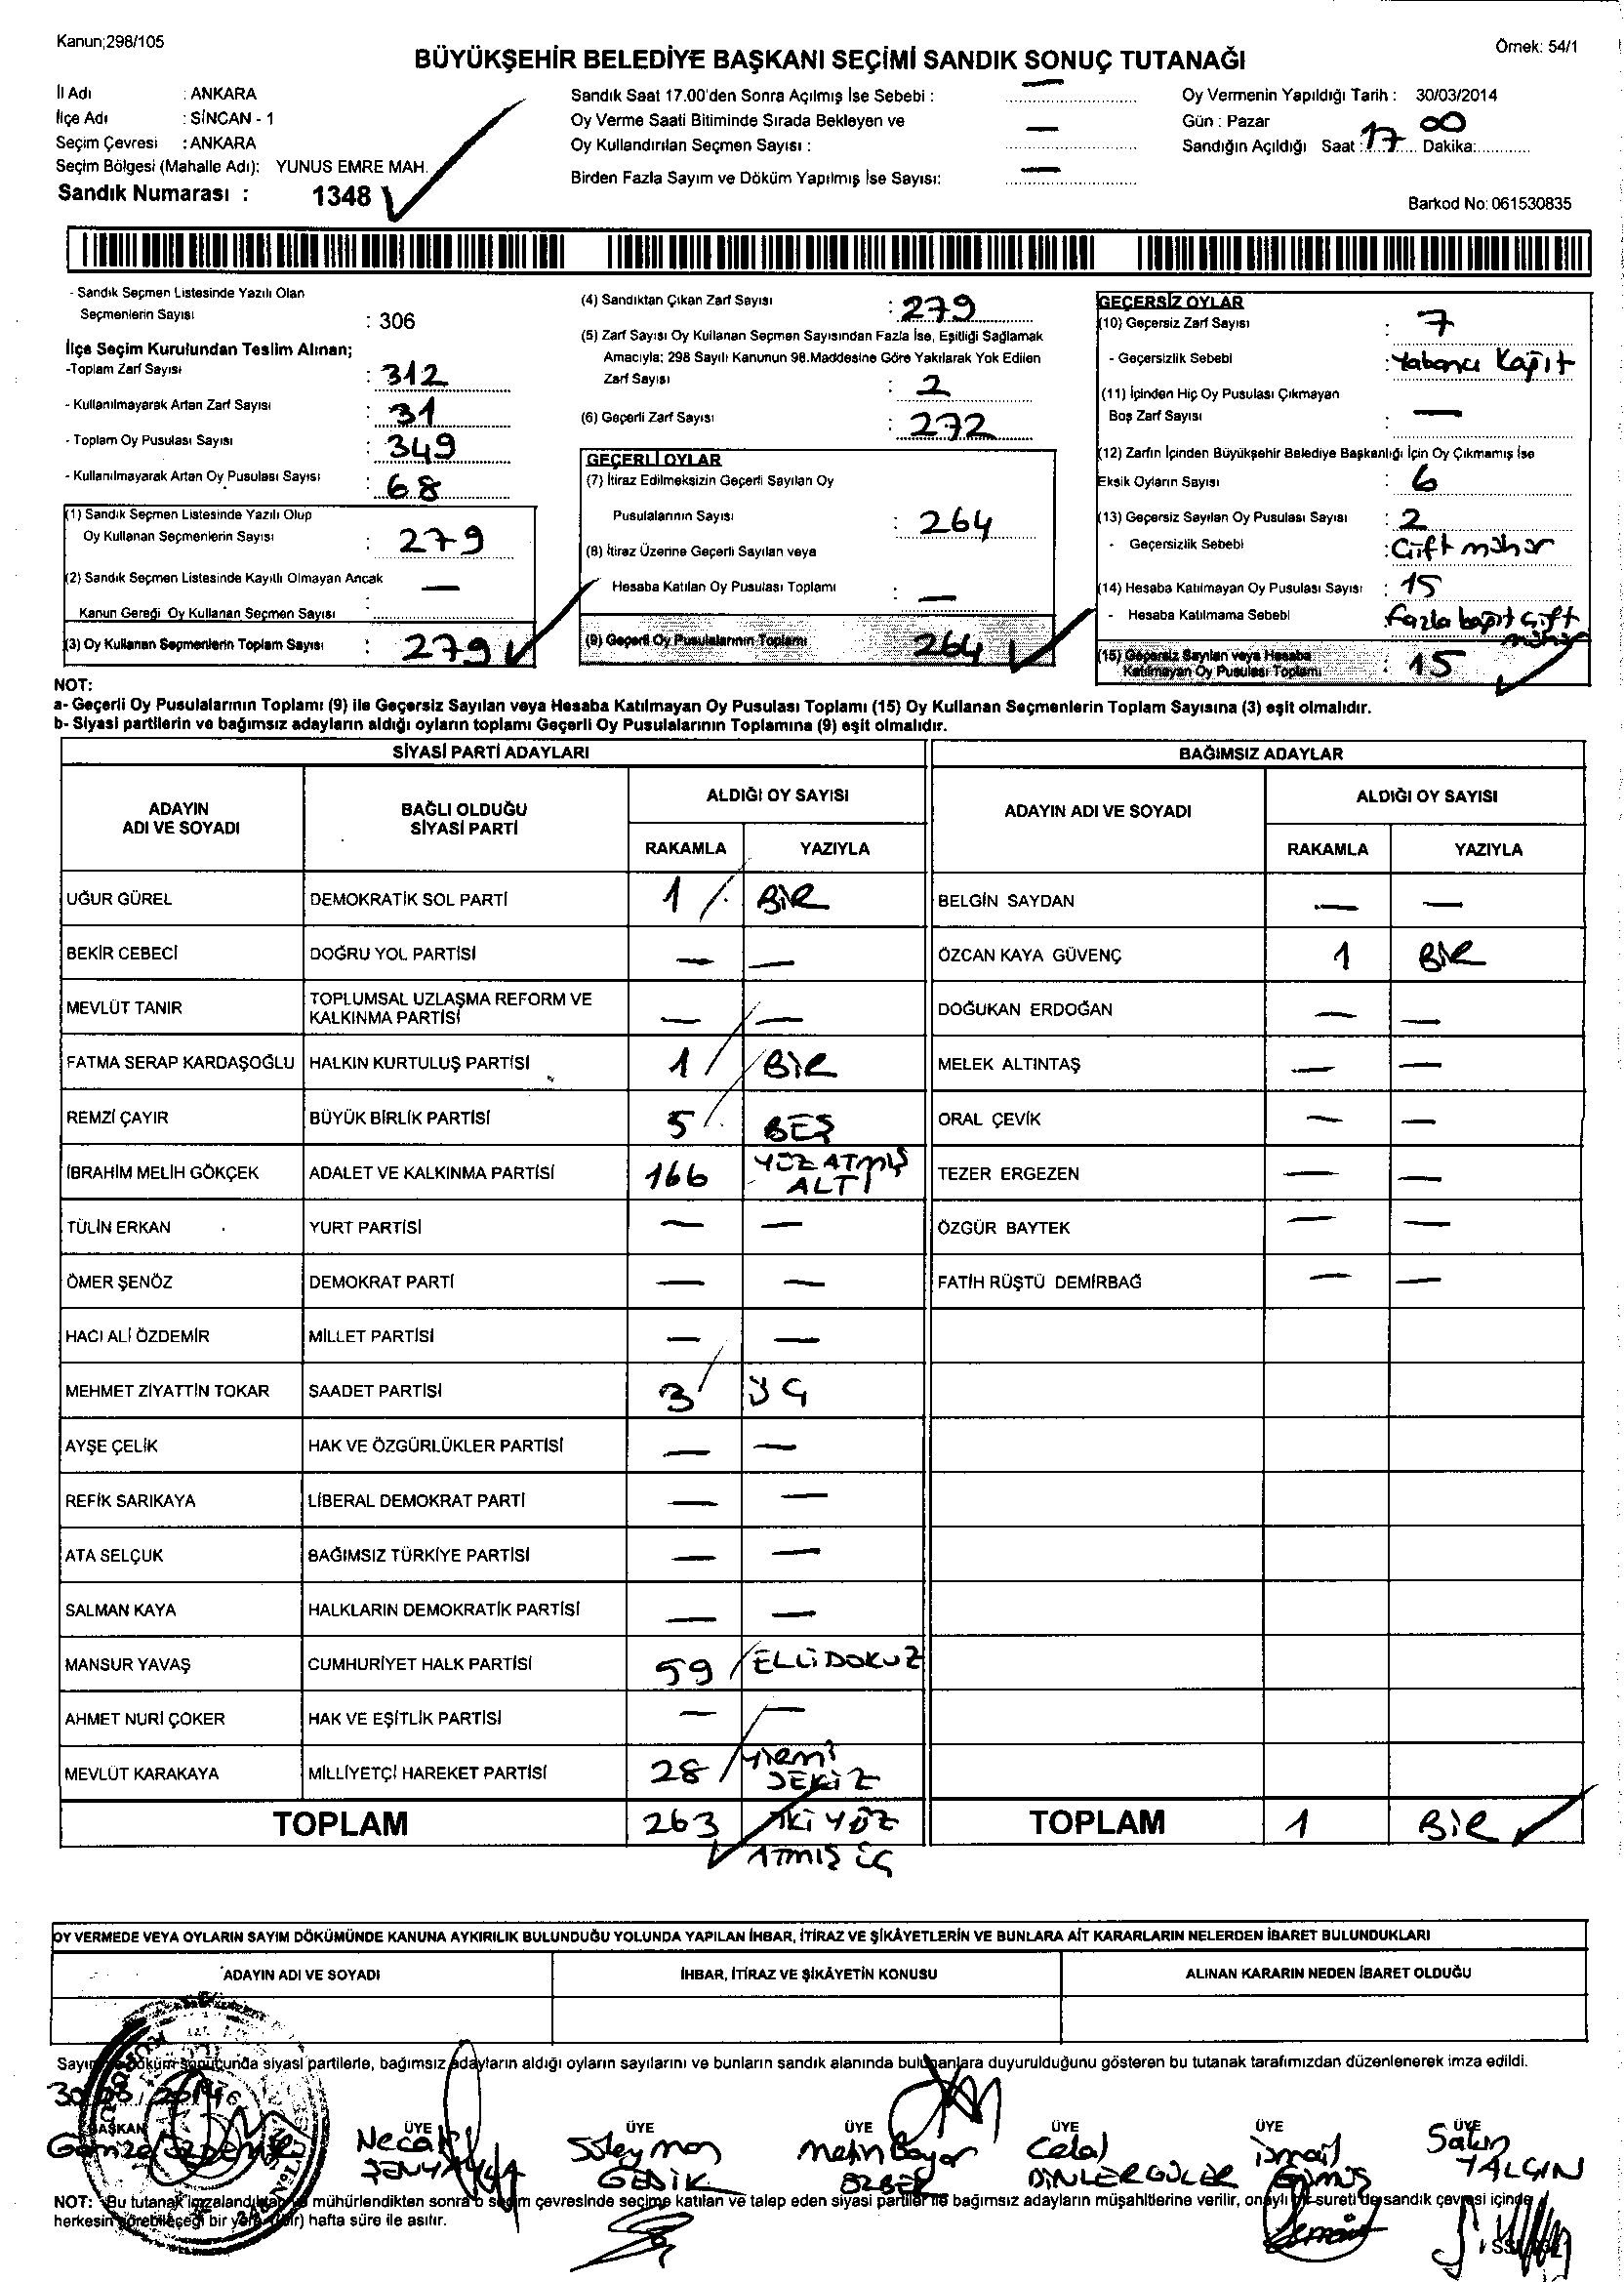 Kanun;298/105
Örnek: 54/1
BÜYÜKŞEHİR BELEDİYE BAŞKANI SEÇİMİ SANDIK SONUÇ TUTANAĞI
İl Adı : ANKARA
İlçe Adı : SİNCAN - 1
Seçim Çevresi : ANKARA
Seçim Bölgesi (Mahalle Adı): YUNUS EMRE MAH.
Sandık Numarası : 1348
Sandık Saat 17.00'den Sonra Açılmış İse Sebebi : —
Oy Verme Saati Bitiminde Sırada Bekleyen ve
Oy Kullandırılan Seçmen Sayısı : —
Birden Fazla Sayım ve Döküm Yapılmış İse Sayısı: —
Oy Vermenin Yapıldığı Tarih : 30/03/2014
Gün : Pazar
Sandığın Açıldığı Saat : 17 Dakika: 00
Barkod No: 061530835
- Sandık Seçmen Listesinde Yazılı Olan
Seçmenlerin Sayısı : 306
İlçe Seçim Kurulundan Teslim Alınan;
-Toplam Zarf Sayısı : 312
- Kullanılmayarak Artan Zarf Sayısı : 31
- Toplam Oy Pusulası Sayısı : 349
- Kullanılmayarak Artan Oy Pusulası Sayısı : 68
(1) Sandık Seçmen Listesinde Yazılı Olup
Oy Kullanan Seçmenlerin Sayısı : 279
(2) Sandık Seçmen Listesinde Kayıtlı Olmayan Ancak
Kanun Gereği Oy Kullanan Seçmen Sayısı : —
(3) Oy Kullanan Seçmenlerin Toplam Sayısı : 279
(4) Sandıktan Çıkan Zarf Sayısı : 279
(5) Zarf Sayısı Oy Kullanan Seçmen Sayısından Fazla İse, Eşitliği Sağlamak
Amacıyla; 298 Sayılı Kanunun 98.Maddesine Göre Yakılarak Yok Edilen
Zarf Sayısı : 2
(6) Geçerli Zarf Sayısı : 272
GEÇERLİ OYLAR
(7) İtiraz Edilmeksizin Geçerli Sayılan Oy
Pusulalarının Sayısı : 264
(8) İtiraz Üzerine Geçerli Sayılan veya
Hesaba Katılan Oy Pusulası Toplamı : —
(9) Geçerli Oy Pusulalarının Toplamı 264
GEÇERSİZ OYLAR
(10) Geçersiz Zarf Sayısı : 7
- Geçersizlik Sebebi : Yabancı Kağıt
(11) İçinden Hiç Oy Pusulası Çıkmayan
Boş Zarf Sayısı : —
(12) Zarfın İçinden Büyükşehir Belediye Başkanlığı İçin Oy Çıkmamış İse
Eksik Oyların Sayısı : 6
(13) Geçersiz Sayılan Oy Pusulası Sayısı : 2
- Geçersizlik Sebebi : Çift mühür
(14) Hesaba Katılmayan Oy Pusulası Sayısı : 15
- Hesaba Katılmama Sebebi fazla kağıt çift
mühür
(15) Geçersiz Sayılan veya Hesaba
Katılmayan Oy Pusulası Toplamı : 15
NOT:
a- Geçerli Oy Pusulalarının Toplamı (9) ile Geçersiz Sayılan veya Hesaba Katılmayan Oy Pusulası Toplamı (15) Oy Kullanan Seçmenlerin Toplam Sayısına (3) eşit olmalıdır.
b- Siyasi partilerin ve bağımsız adayların aldığı oyların toplamı Geçerli Oy Pusulalarının Toplamına (9) eşit olmalıdır.
SİYASİ PARTİ ADAYLARI
ADAYIN
ADI VE SOYADI
BAĞLI OLDUĞU
SİYASİ PARTİ
ALDIĞI OY SAYISI
RAKAMLA YAZIYLA
UĞUR GÜREL DEMOKRATİK SOL PARTİ 1 BİR
BEKİR CEBECİ DOĞRU YOL PARTİSİ — —
MEVLÜT TANIR TOPLUMSAL UZLAŞMA REFORM VE
KALKINMA PARTİSİ — —
FATMA SERAP KARDAŞOĞLU HALKIN KURTULUŞ PARTİSİ 1 BİR
REMZİ ÇAYIR BÜYÜK BİRLİK PARTİSİ 5 BEŞ
İBRAHİM MELİH GÖKÇEK ADALET VE KALKINMA PARTİSİ 166 YÜZ ATMIŞ
ALTI
TÜLİN ERKAN YURT PARTİSİ — —
ÖMER ŞENÖZ DEMOKRAT PARTİ — —
HACI ALİ ÖZDEMİR MİLLET PARTİSİ — —
MEHMET ZİYATTİN TOKAR SAADET PARTİSİ 3 ÜÇ
AYŞE ÇELİK HAK VE ÖZGÜRLÜKLER PARTİSİ — —
REFİK SARIKAYA LİBERAL DEMOKRAT PARTİ — —
ATA SELÇUK BAĞIMSIZ TÜRKİYE PARTİSİ — —
SALMAN KAYA HALKLARIN DEMOKRATİK PARTİSİ — —
MANSUR YAVAŞ CUMHURİYET HALK PARTİSİ 59 ELLİ DOKUZ
AHMET NURİ ÇOKER HAK VE EŞİTLİK PARTİSİ — —
MEVLÜT KARAKAYA MİLLİYETÇİ HAREKET PARTİSİ 28 Yirmi
SEKİZ
TOPLAM 263 İKİ YÜZ
ATMIŞ ÜÇ
BAĞIMSIZ ADAYLAR
ADAYIN ADI VE SOYADI
ALDIĞI OY SAYISI
RAKAMLA YAZIYLA
BELGİN SAYDAN — —
ÖZCAN KAYA GÜVENÇ 1 BİR
DOĞUKAN ERDOĞAN — —
MELEK ALTINTAŞ — —
ORAL ÇEVİK — —
TEZER ERGEZEN — —
ÖZGÜR BAYTEK — —
FATİH RÜŞTÜ DEMİRBAĞ — —
TOPLAM 1 BİR
OY VERMEDE VEYA OYLARIN SAYIM DÖKÜMÜNDE KANUNA AYKIRILIK BULUNDUĞU YOLUNDA YAPILAN İHBAR, İTİRAZ VE ŞİKÂYETLERİN VE BUNLARA AİT KARARLARIN NELERDEN İBARET BULUNDUKLARI
ADAYIN ADI VE SOYADI İHBAR, İTİRAZ VE ŞİKÂYETİN KONUSU ALINAN KARARIN NEDEN İBARET OLDUĞU
Sayım döküm sonucunda siyasi partilerle, bağımsız adayların aldığı oyların sayılarını ve bunların sandık alanında bulunanlara duyurulduğunu gösteren bu tutanak tarafımızdan düzenlenerek imza edildi.
30/03/2014
BAŞKAN ÜYE ÜYE ÜYE ÜYE ÜYE ÜYE
Gamze Necati Süleyman Metin Celal İsmail Satın
GEDİK DİNLER GÜLER GÜMÜŞ YALÇIN
NOT: Bu tutanak imzalandıktan ve mühürlendikten sonra o seçim çevresinde seçime katılan ve talep eden siyasi partiler ile bağımsız adayların müşahitlerine verilir, onaylı bir sureti de sandık çevresi içinde
herkesin görebileceği bir yere (bir) hafta süre ile asılır.